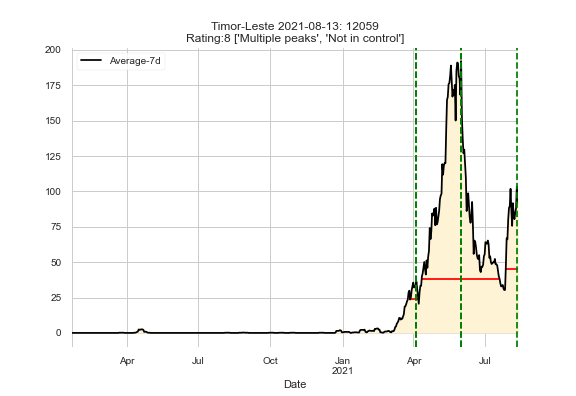 Timor-Leste 2021-08-13: 12059
Rating:8 ['Multiple peaks', 'Not in control']
Average-7d
200
175
150
125
100
75
50
25
0
Apr Jul Oct Jan Apr Jul
2021
Date